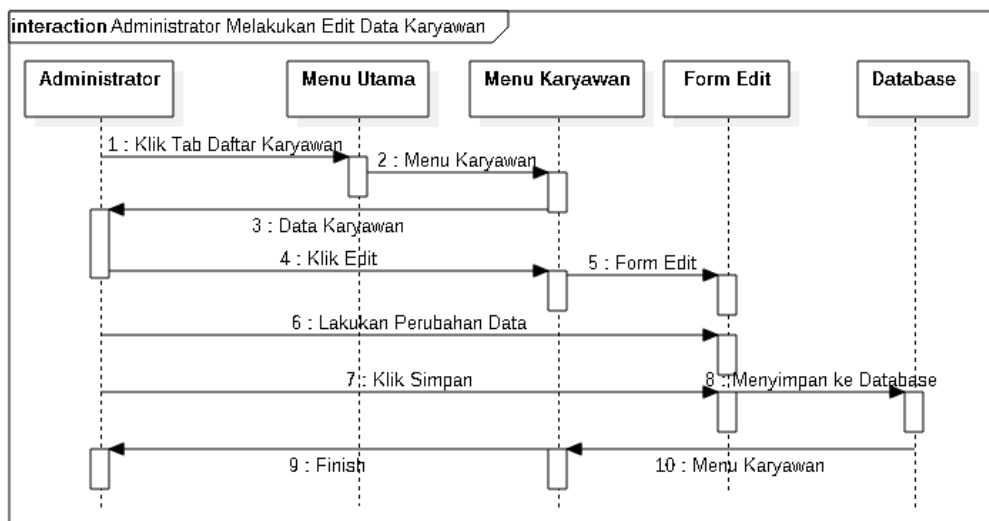 interaction Administrator Melakukan Edit Data Karyawan
Administrator
Menu Utama
Menu Karyawan
Form Edit
Database
1 : Klik Tab Daftar Karyawan
2 : Menu Karyawan
3 : Data Karyawan
4 : Klik Edit
5 : Form Edit
6 : Lakukan Perubahan Data
7 : Klik Simpan
8 : Menyimpan ke Database
9 : Finish
10 : Menu Karyawan